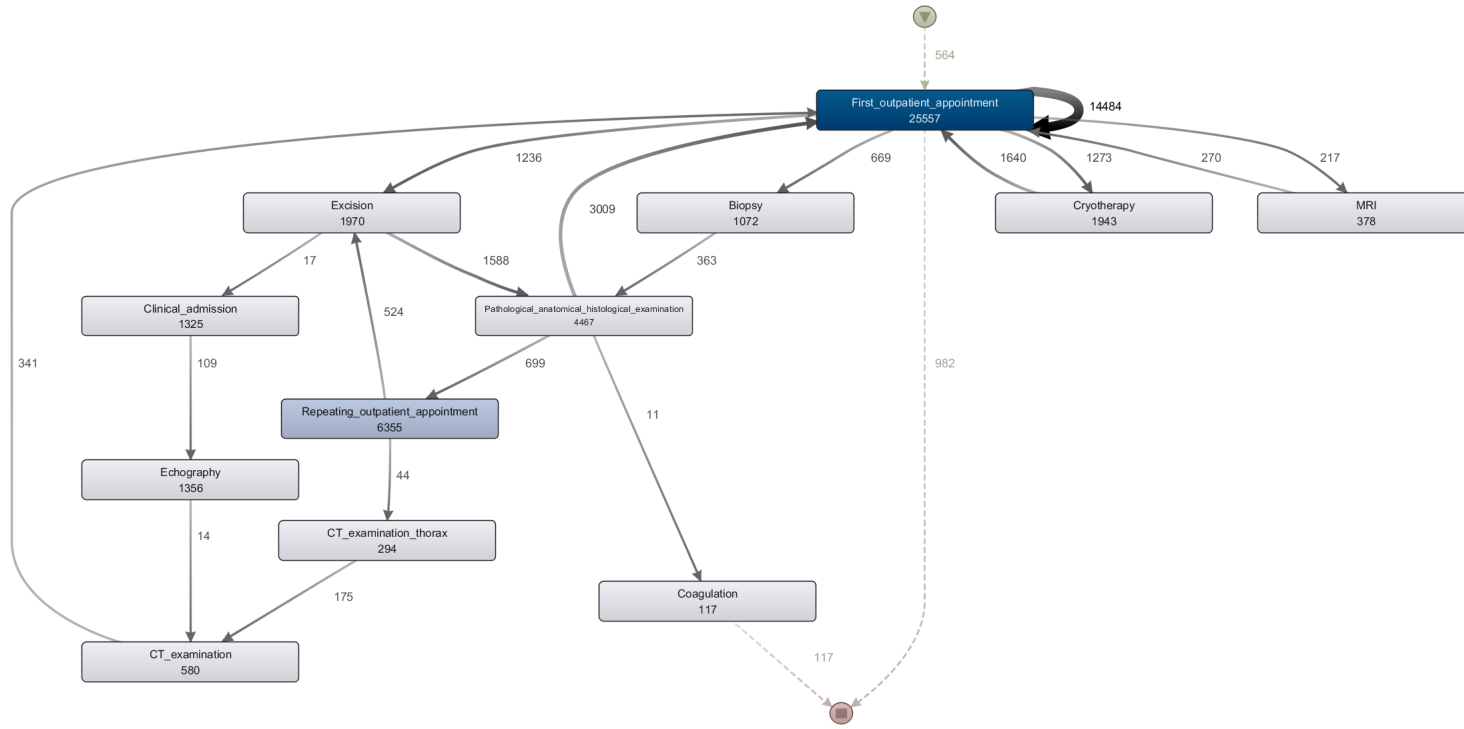 564
First_outpatient_appointment
25557
14484
1236
669
1640
1273
270
217
Excision
1970
3009
Biopsy
1072
Cryotherapy
1943
MRI
378
17
1588
363
Clinical_admission
1325
524
Pathological_anatomical_histological_examination
4467
341
109
699
982
Repeating_outpatient_appointment
6355
11
Echography
1356
44
14
CT_examination_thorax
294
175
Coagulation
117
CT_examination
580
117